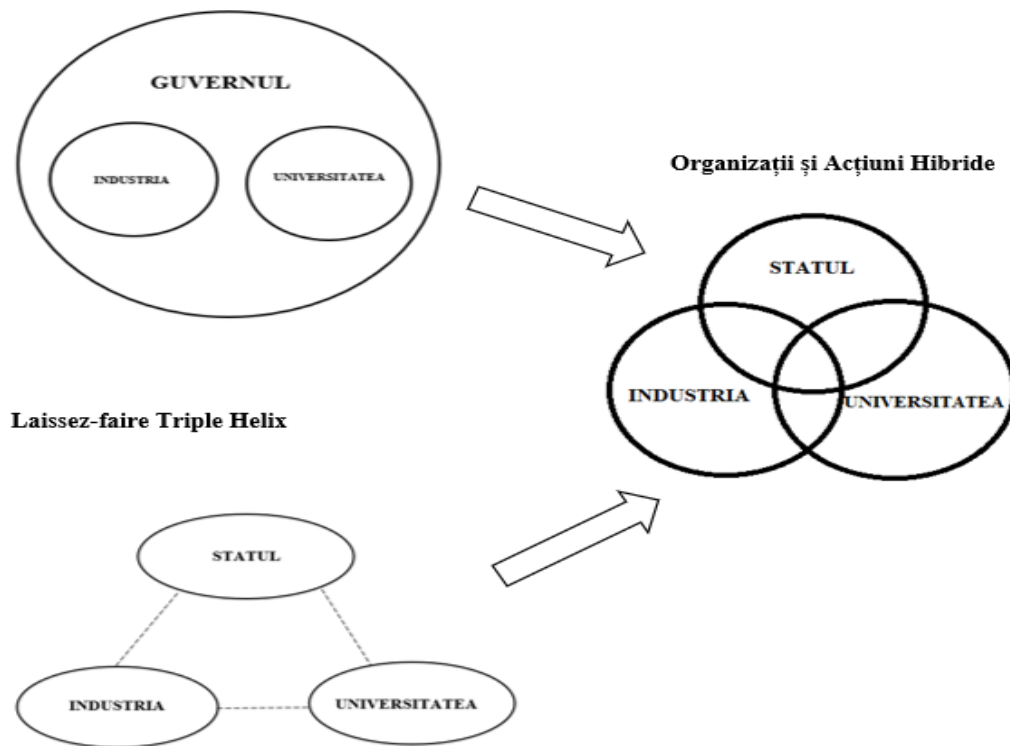 GUVERNUL
INDUSTRIA
UNIVERSITATEA
Organizații și Acțiuni Hibride
STATUL
INDUSTRIA
UNIVERSITATEA
Laissez-faire Triple Helix
STATUL
INDUSTRIA
UNIVERSITATEA